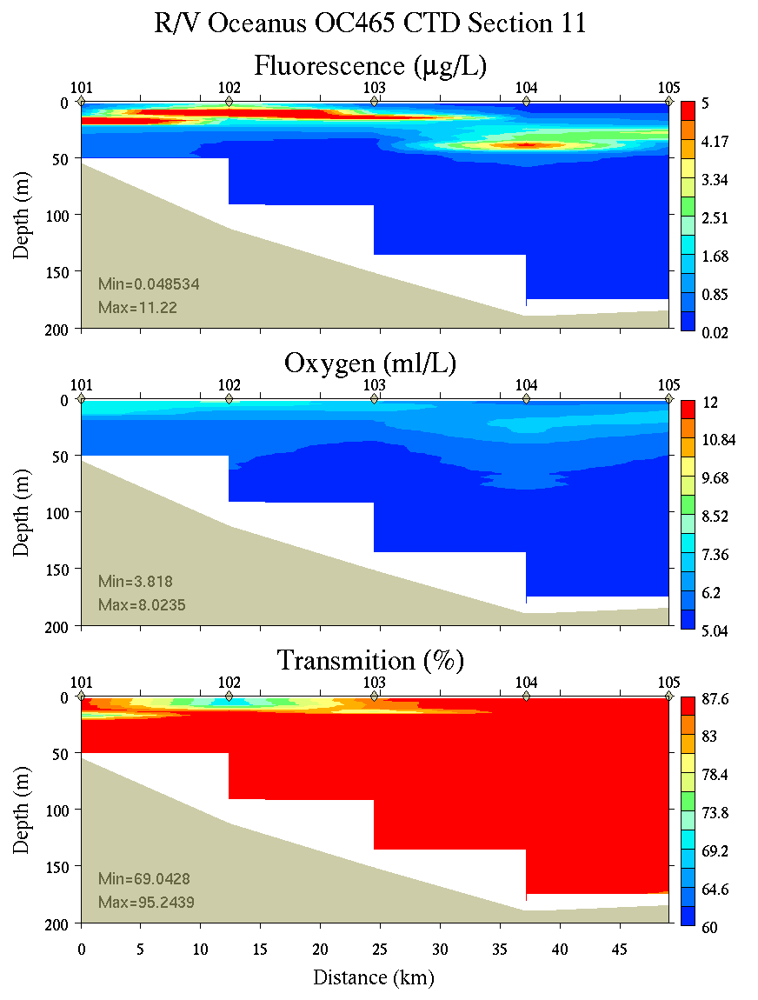 R/V Oceanus OC465 CTD Section 11
Fluorescence (µg/L)
101 102 103 104 105
0
50
100
150
200
Depth (m)
Min=0.048534
Max=11.22
5
4.17
3.34
2.51
1.68
0.85
0.02
Oxygen (ml/L)
101 102 103 104 105
0
50
100
150
200
Depth (m)
Min=3.818
Max=8.0235
12
10.84
9.68
8.52
7.36
6.2
5.04
Transmition (%)
101 102 103 104 105
0
50
100
150
200
Depth (m)
Min=69.0428
Max=95.2439
87.6
83
78.4
73.8
69.2
64.6
60
0 5 10 15 20 25 30 35 40 45
Distance (km)